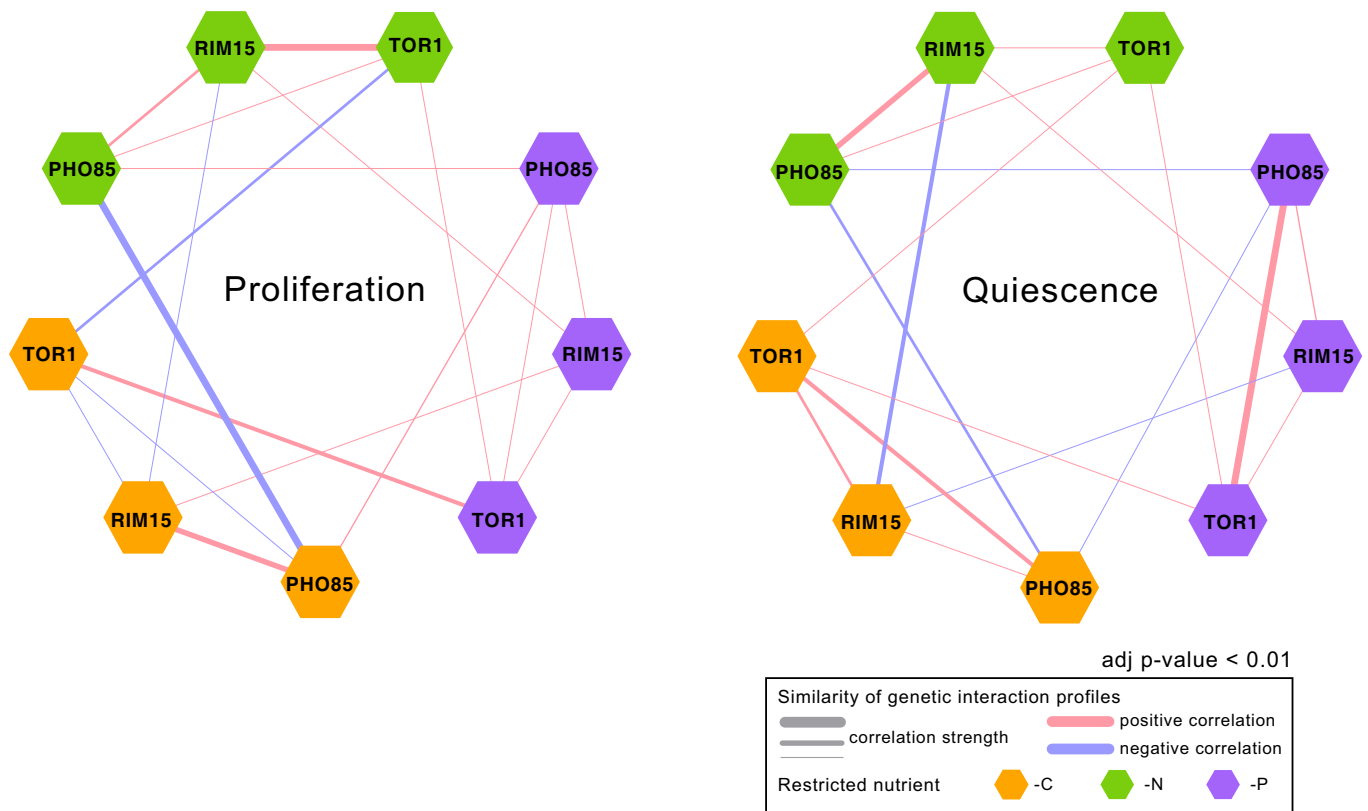 RIM15
TOR1
PHO85
PHO85
Proliferation
TOR1
RIM15
RIM15
TOR1
PHO85
RIM15
TOR1
PHO85
PHO85
Quiescence
TOR1
RIM15
RIM15
TOR1
PHO85
adj p-value < 0.01
Similarity of genetic interaction profiles
correlation strength
positive correlation
negative correlation
Restricted nutrient -C -N -P